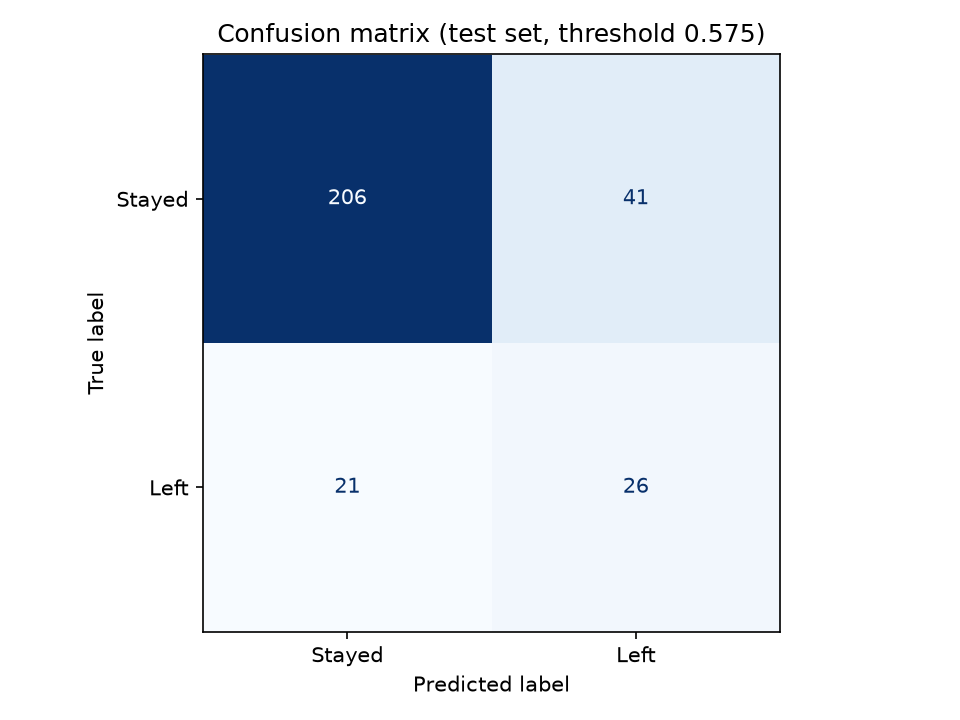 Confusion matrix (test set, threshold 0.575)
True label
Stayed
206
41
Left
21
26
Stayed
Left
Predicted label